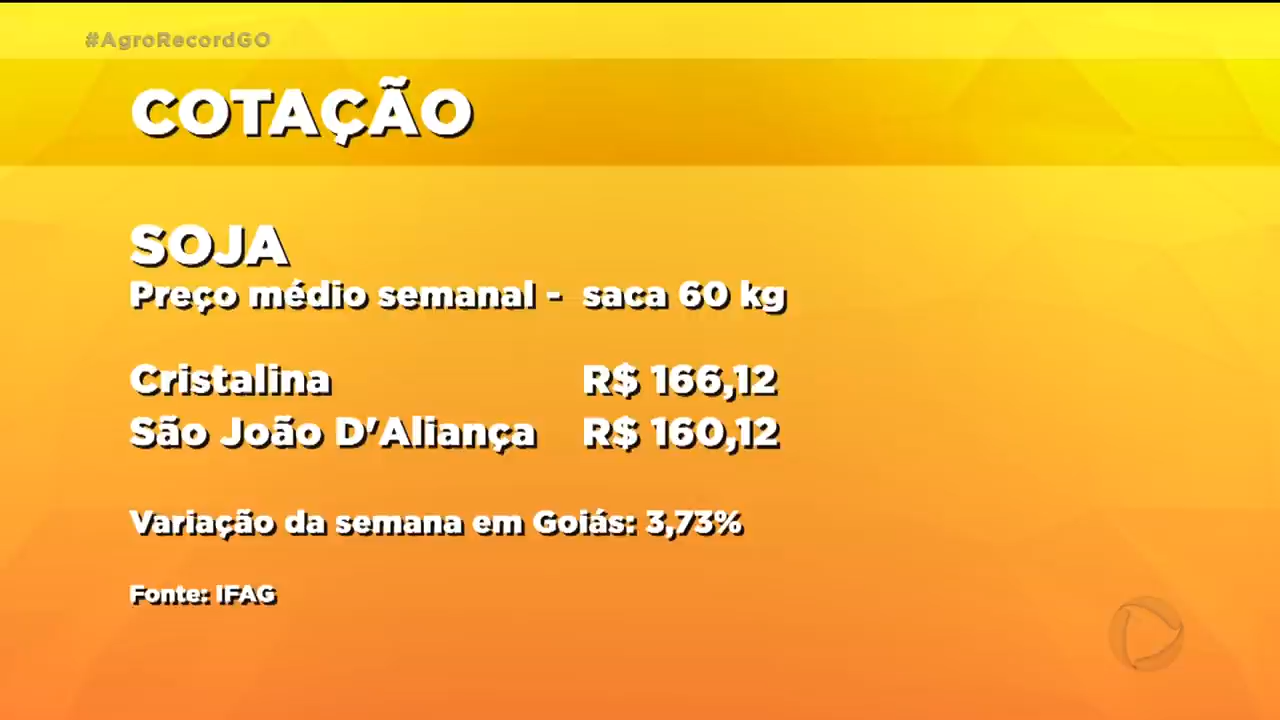 #AgroRecordGO
COTAÇÃO
SOJA
Preço médio semanal - saca 60 kg
Cristalina R$ 166,12
São João D'Aliança R$ 160,12
Variação da semana em Goiás: 3,73%
Fonte: IFAG